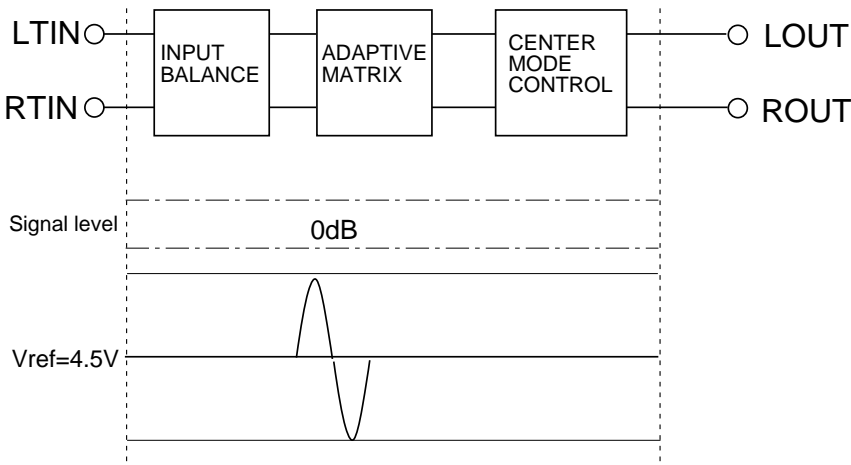 LTIN
INPUT
BALANCE
ADAPTIVE
MATRIX
CENTER
MODE
CONTROL
LOUT
RTIN
ROUT
Signal level
0dB
Vref=4.5V